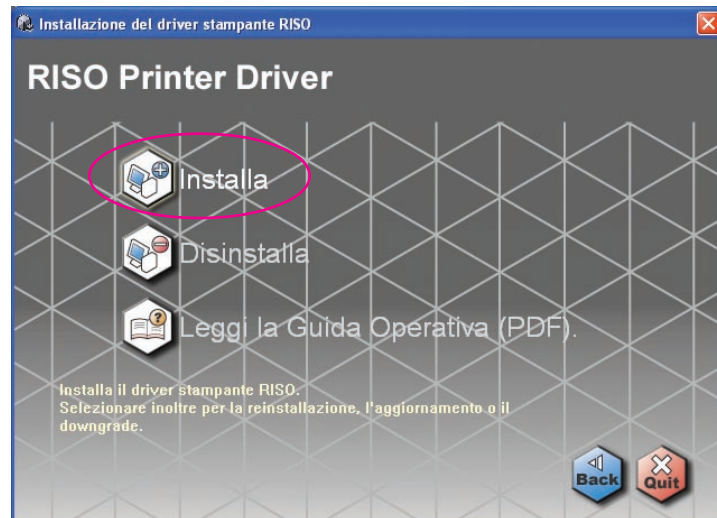 Installazione del driver stampante RISO
RISO Printer Driver
Installa
Disinstalla
Leggi la Guida Operativa (PDF).
Installa il driver stampante RISO.
Selezionare inoltre per la reinstallazione, l'aggiornamento o il
downgrade.
Back
Quit